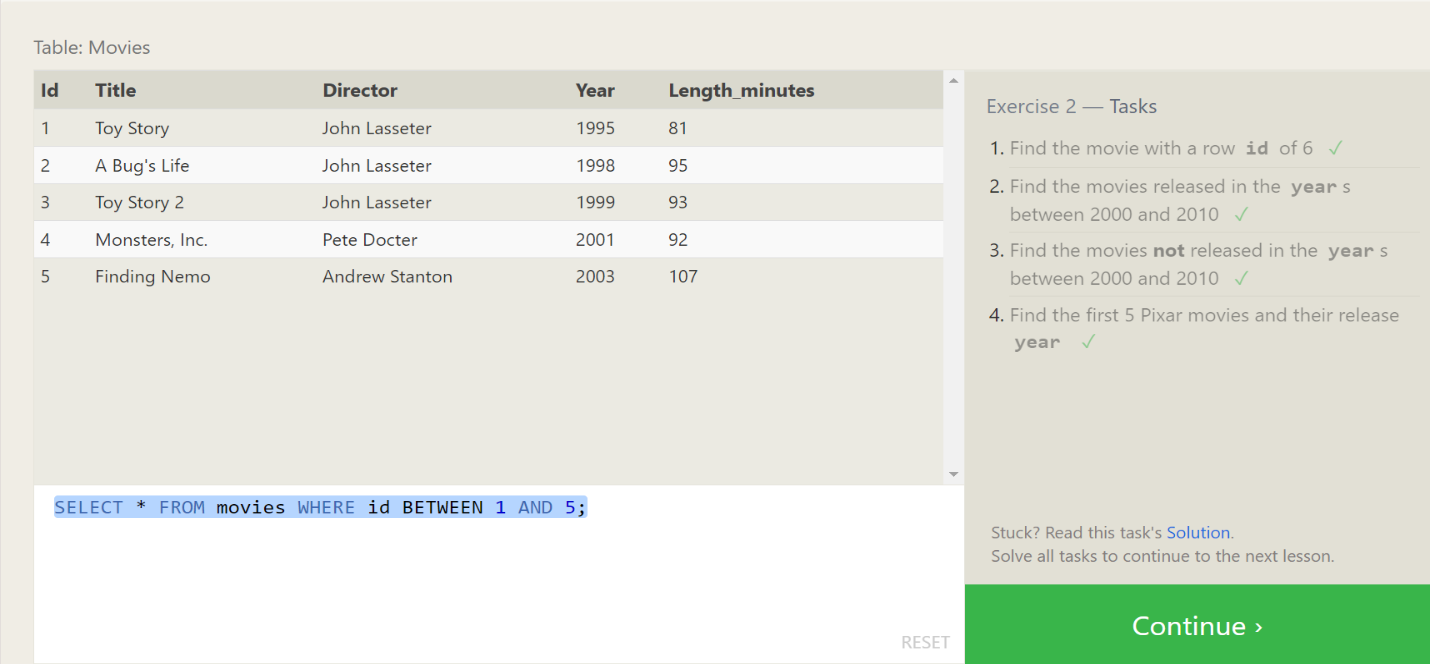 Table: Movies
Id Title Director Year Length_minutes
1 Toy Story John Lasseter 1995 81
2 A Bug's Life John Lasseter 1998 95
3 Toy Story 2 John Lasseter 1999 93
4 Monsters, Inc. Pete Docter 2001 92
5 Finding Nemo Andrew Stanton 2003 107
SELECT * FROM movies WHERE id BETWEEN 1 AND 5;
RESET
Exercise 2 — Tasks
1. Find the movie with a row id of 6 ✓
2. Find the movies released in the year s
between 2000 and 2010 ✓
3. Find the movies not released in the year s
between 2000 and 2010 ✓
4. Find the first 5 Pixar movies and their release
year ✓
Stuck? Read this task's Solution.
Solve all tasks to continue to the next lesson.
Continue ›